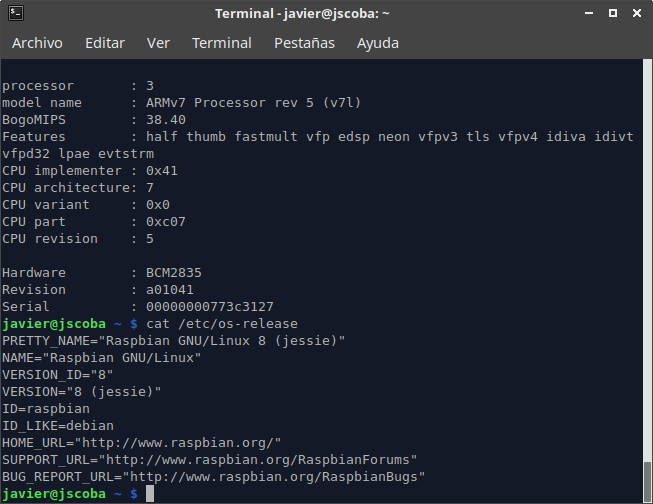 Terminal - javier@jscoba: ~
Archivo Editar Ver Terminal Pestañas Ayuda
processor : 3
model name : ARMv7 Processor rev 5 (v7l)
BogoMIPS : 38.40
Features : half thumb fastmult vfp edsp neon vfpv3 tls vfpv4 idiva idivt
vfpd32 lpae evtstrm
CPU implementer : 0x41
CPU architecture: 7
CPU variant : 0x0
CPU part : 0xc07
CPU revision : 5
Hardware : BCM2835
Revision : a01041
Serial : 00000000773c3127
javier@jscoba ~ $ cat /etc/os-release
PRETTY_NAME="Raspbian GNU/Linux 8 (jessie)"
NAME="Raspbian GNU/Linux"
VERSION_ID="8"
VERSION="8 (jessie)"
ID=raspbian
ID_LIKE=debian
HOME_URL="http://www.raspbian.org/"
SUPPORT_URL="http://www.raspbian.org/RaspbianForums"
BUG_REPORT_URL="http://www.raspbian.org/RaspbianBugs"
javier@jscoba ~ $